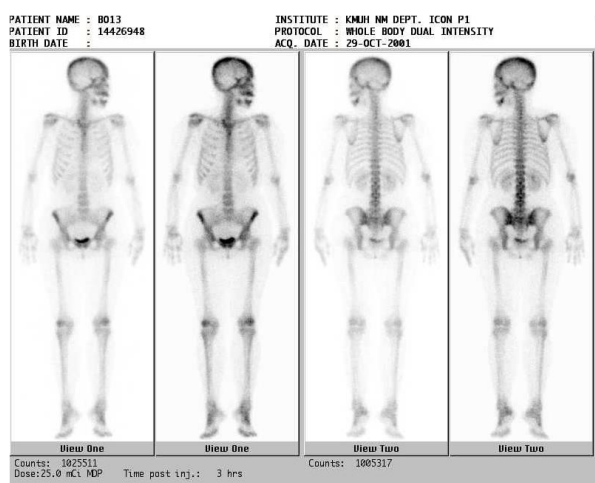 PATIENT NAME : BO13
PATIENT ID : 14426948
BIRTH DATE :
INSTITUTE : KMUH NM DEPT. ICON P1
PROTOCOL : WHOLE BODY DUAL INTENSITY
ACQ. DATE : 29-OCT-2001
View One
View One
View Two
View Two
Counts: 1025511
Dose:25.0 mCi MDP Time post inj.: 3 hrs
Counts: 1005317